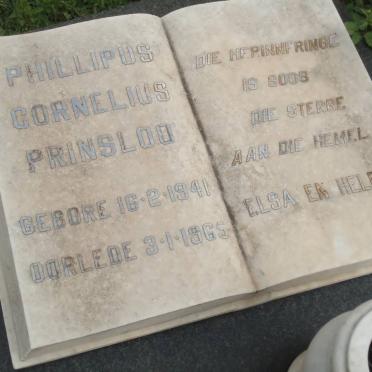 PHILLIPUS
CORNELIUS
PRINSLOO
GEBORE 16·2·1941
OORLEDE 3·1·1965
DIE HERINNERINGE
IS SOOS
DIE STERRE
AAN DIE HEMEL
ELSA EN